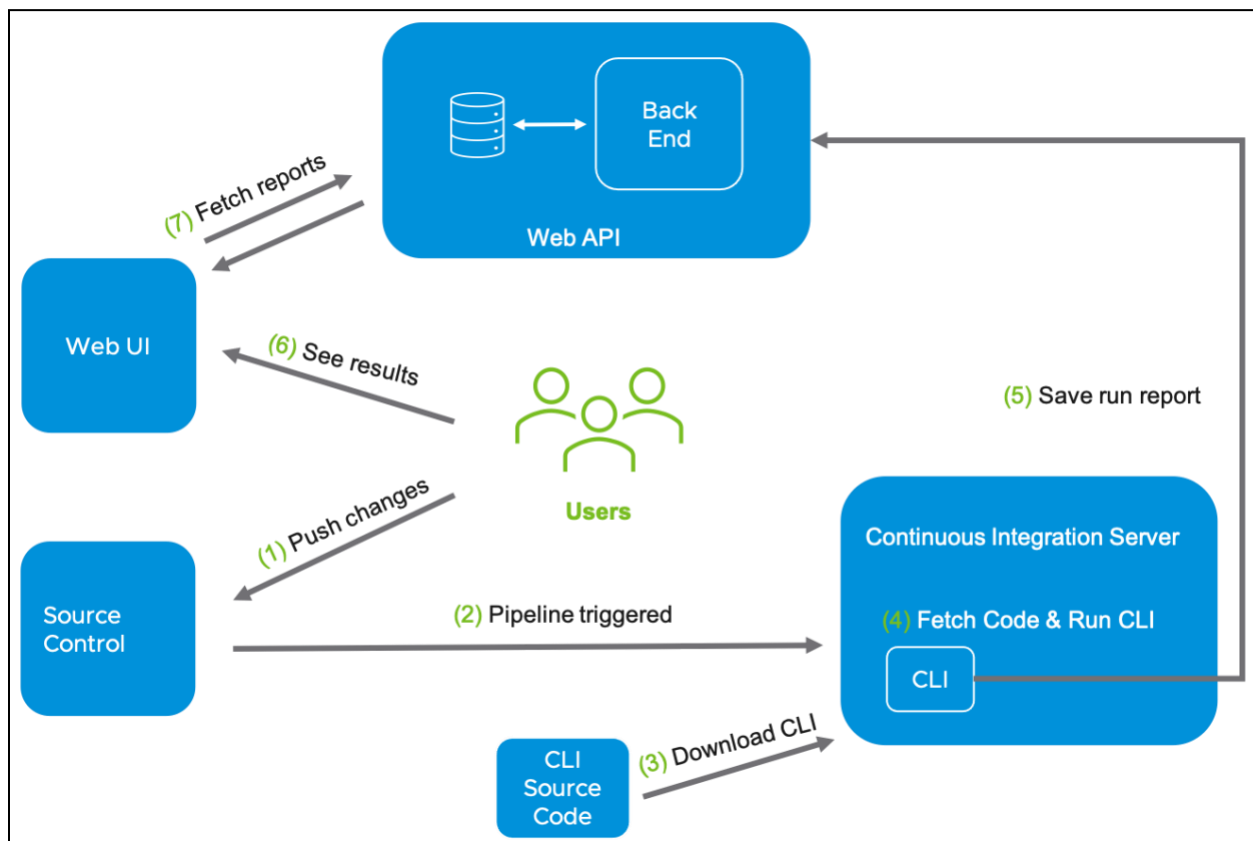 Back
End
Web API
(7) Fetch reports
Web UI
(6) See results
(5) Save run report
Users
(1) Push changes
Continuous Integration Server
Source
Control
(2) Pipeline triggered
(4) Fetch Code & Run CLI
CLI
(3) Download CLI
CLI
Source
Code